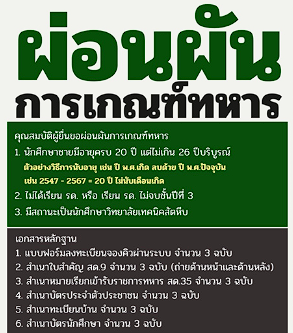 ผ่อนผัน
การเกณฑ์ทหาร
คุณสมบัติผู้ยื่นขอผ่อนผันการเกณฑ์ทหาร
1. นักศึกษาชายมีอายุครบ 20 ปี แต่ไม่เกิน 26 ปีบริบูรณ์
ตัวอย่างวิธีการนับอายุ เช่น ปี พ.ศ.เกิด ลบด้วย ปี พ.ศ.ปัจจุบัน
เช่น 2547 - 2567 = 20 ปี ไม่นับเดือนเกิด
2. ไม่ได้เรียน รด. หรือ เรียน รด. ไม่จบชั้นปีที่ 3
3. มีสถานะเป็นนักศึกษาวิทยาลัยเทคนิคสัตหีบ
เอกสารหลักฐาน
1. แบบฟอร์มลงทะเบียนจองคิวผ่านระบบ จำนวน 3 ฉบับ
2. สำเนาใบสำคัญ สด.9 จำนวน 3 ฉบับ (ถ่ายด้านหน้าและด้านหลัง)
3. สำเนาหมายเรียกเข้ารับราชการทหาร สด.35 จำนวน 3 ฉบับ
4. สำเนาบัตรประจำตัวประชาชน จำนวน 3 ฉบับ
5. สำเนาทะเบียนบ้าน จำนวน 3 ฉบับ
6. สำเนาบัตรนักศึกษา จำนวน 3 ฉบับ